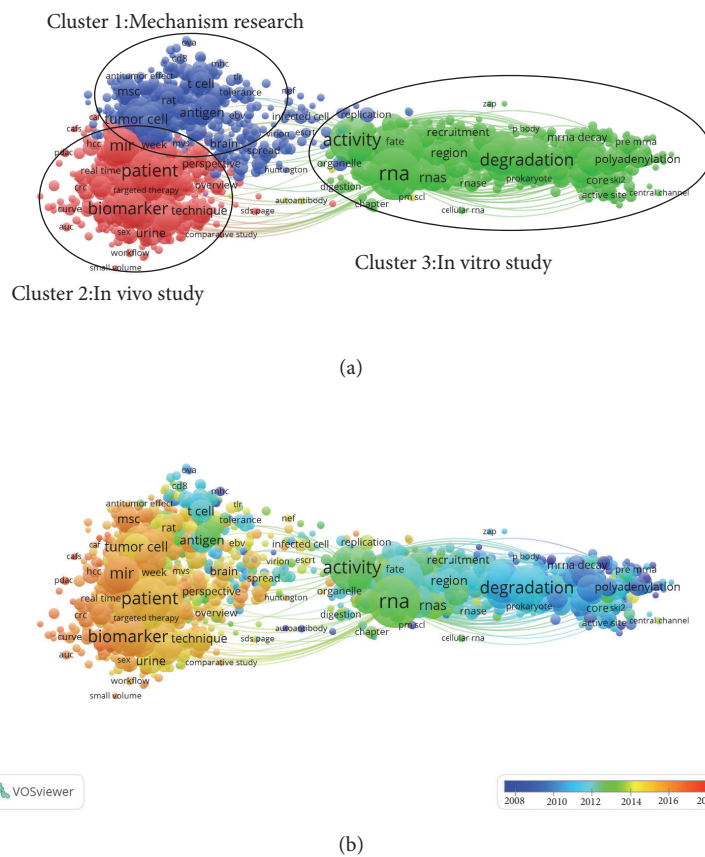 Cluster 1:Mechanism research
ova
cd8 mhc
antitumor effect t cell tlr
msc rat tolerance nef
antigen replication zap
caf tumor cell ebv infected cell recruitment p body
cafs mir week mvs brain virion escrt activity fate mrna decay pre mrna
hcc spread region degradation
pdac patient perspective organelle polyadenylation
real time huntington rna rnas rnase prokaryote core ski2
crc targeted therapy overview digestion active site central channel
curve biomarker technique autoantibody chapter pm scl
auc sds page cellular rna
sex urine comparative study
workflow
small volume
Cluster 3:In vitro study
Cluster 2:In vivo study
(a)
ova
cd8 mhc
antitumor effect t cell tlr
msc rat tolerance nef
antigen replication zap
caf tumor cell ebv infected cell recruitment p body
cafs mir week mvs brain virion escrt activity fate mrna decay pre mrna
hcc spread region degradation
pdac patient perspective organelle polyadenylation
real time huntington rna rnas rnase prokaryote core ski2
crc targeted therapy overview digestion active site central channel
curve biomarker technique autoantibody chapter pm scl
auc sds page cellular rna
sex urine comparative study
workflow
small volume
VOSviewer
2008 2010 2012 2014 2016
(b)